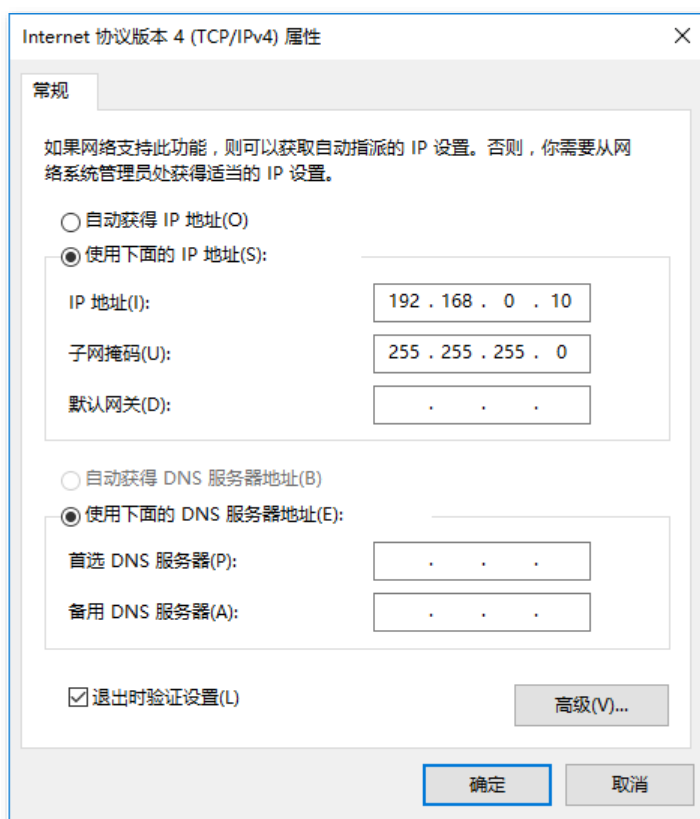 Internet 协议版本 4 (TCP/IPv4) 属性
常规
如果网络支持此功能，则可以获取自动指派的 IP 设置。否则，你需要从网
络系统管理员处获得适当的 IP 设置。
自动获得 IP 地址(O)
使用下面的 IP 地址(S):
IP 地址(I): 192 . 168 . 0 . 10
子网掩码(U): 255 . 255 . 255 . 0
默认网关(D): . . .
自动获得 DNS 服务器地址(B)
使用下面的 DNS 服务器地址(E):
首选 DNS 服务器(P): . . .
备用 DNS 服务器(A): . . .
退出时验证设置(L)
高级(V)...
确定 取消